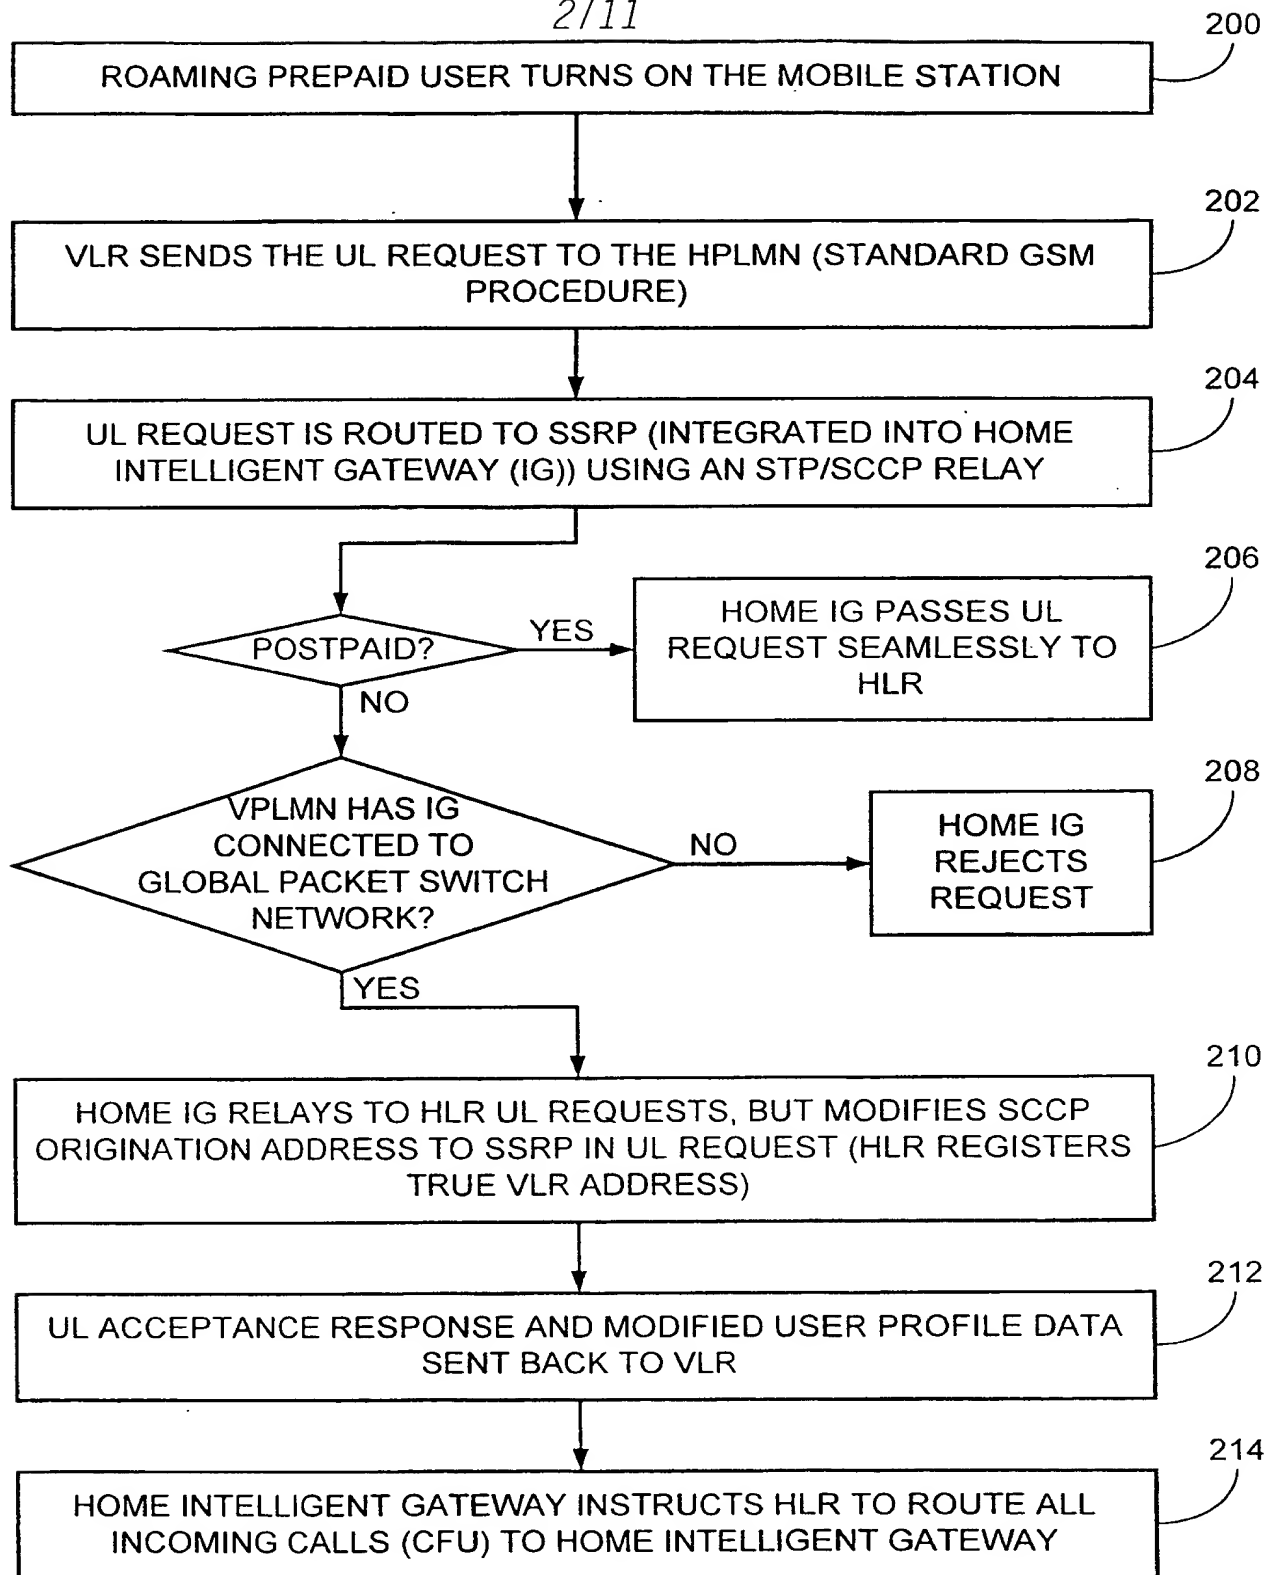 2/11
200
ROAMING PREPAID USER TURNS ON THE MOBILE STATION
202
VLR SENDS THE UL REQUEST TO THE HPLMN (STANDARD GSM
PROCEDURE)
204
UL REQUEST IS ROUTED TO SSRP (INTEGRATED INTO HOME
INTELLIGENT GATEWAY (IG)) USING AN STP/SCCP RELAY
206
POSTPAID?
YES
NO
HOME IG PASSES UL
REQUEST SEAMLESSLY TO
HLR
208
VPLMN HAS IG
CONNECTED TO
GLOBAL PACKET SWITCH
NETWORK?
NO
YES
HOME IG
REJECTS
REQUEST
210
HOME IG RELAYS TO HLR UL REQUESTS, BUT MODIFIES SCCP
ORIGINATION ADDRESS TO SSRP IN UL REQUEST (HLR REGISTERS
TRUE VLR ADDRESS)
212
UL ACCEPTANCE RESPONSE AND MODIFIED USER PROFILE DATA
SENT BACK TO VLR
214
HOME INTELLIGENT GATEWAY INSTRUCTS HLR TO ROUTE ALL
INCOMING CALLS (CFU) TO HOME INTELLIGENT GATEWAY